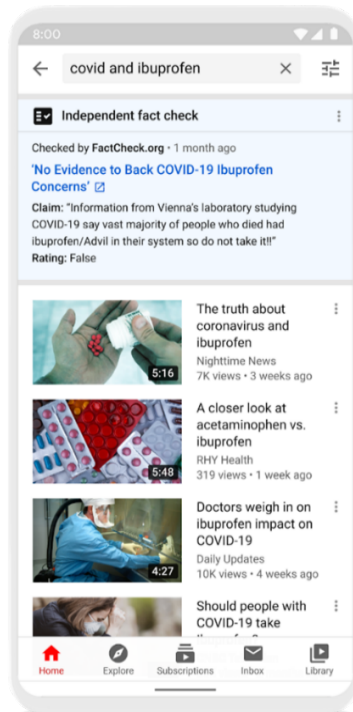 8:00
covid and ibuprofen
Independent fact check
Checked by FactCheck.org • 1 month ago
'No Evidence to Back COVID-19 Ibuprofen
Concerns'
Claim: “Information from Vienna's laboratory studying
COVID-19 say vast majority of people who died had
ibuprofen/Advil in their system so do not take it!!”
Rating: False
The truth about
coronavirus and
ibuprofen
Nighttime News
7K views • 3 weeks ago
5:16
A closer look at
acetaminophen vs.
ibuprofen
RHY Health
319 views • 1 week ago
5:48
Doctors weigh in on
ibuprofen impact on
COVID-19
Daily Updates
10K views • 4 weeks ago
4:27
Should people with
COVID-19 take
Home
Explore
Subscriptions
Inbox
Library